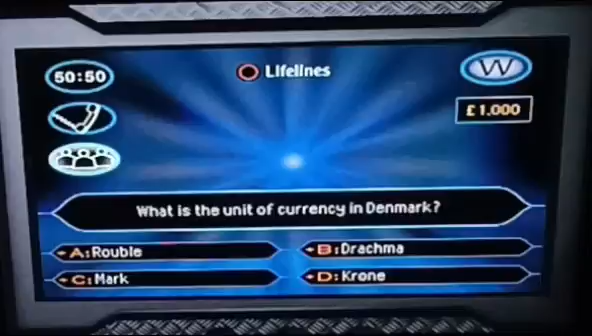 50:50
Lifelines
W
£1,000
What is the unit of currency in Denmark?
A:Rouble
B:Drachma
C:Mark
D:Krone